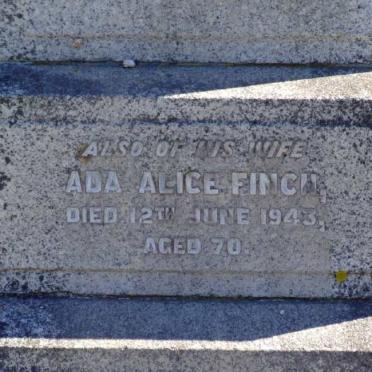 ALSO OF HIS WIFE
ADA ALICE FINCH,
DIED 12TH JUNE 1943,
AGED 70.